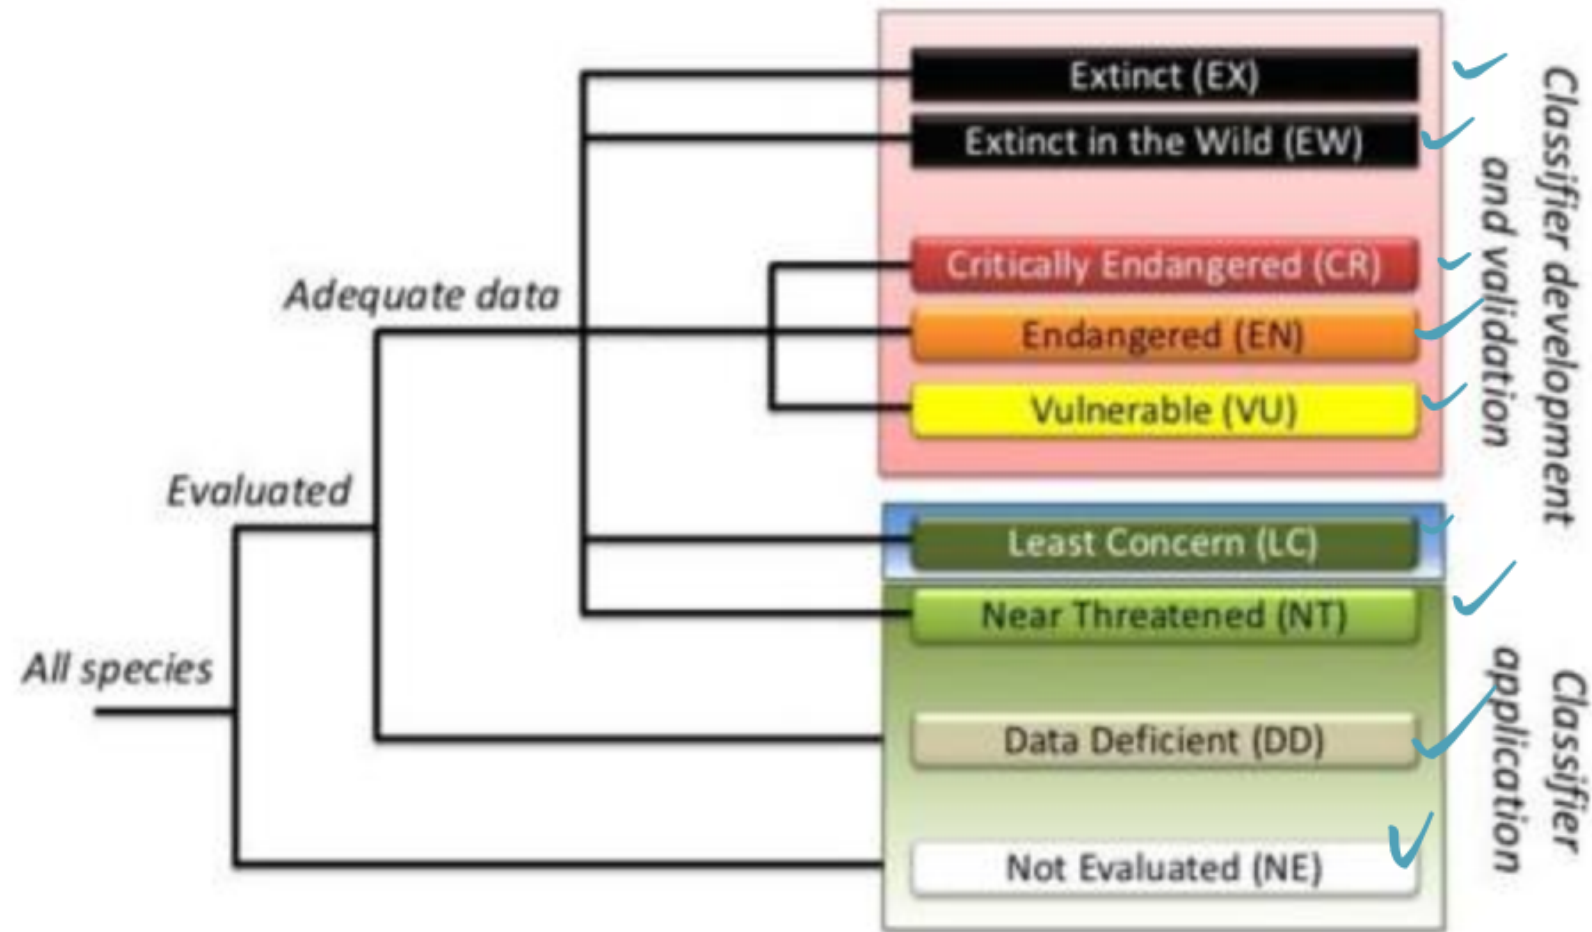 Extinct (EX)
Extinct in the Wild (EW)
Critically Endangered (CR)
Adequate data
Endangered (EN)
Vulnerable (VU)
Evaluated
Least Concern (LC)
Near Threatened (NT)
All species
Data Deficient (DD)
Not Evaluated (NE)
Classifier development
and validation
Classifier
application